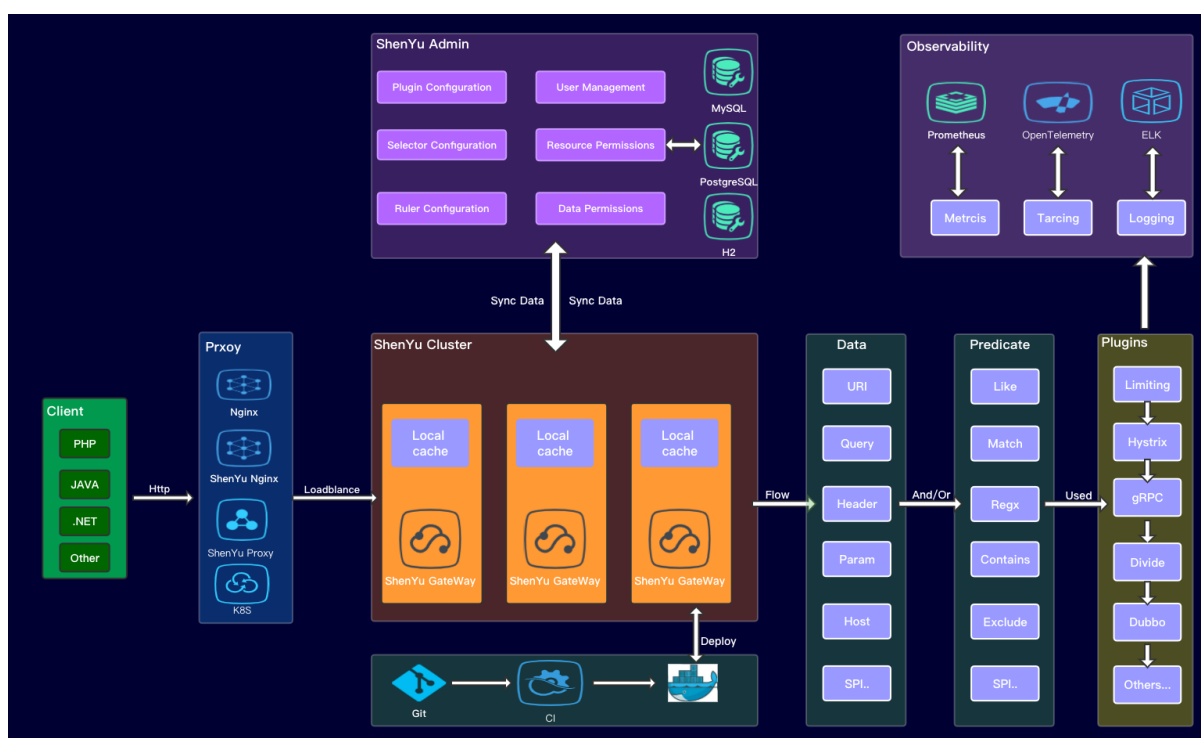 ShenYu Admin
Plugin Configuration
User Management
MySQL
Selector Configuration
Resource Permissions
PostgreSQL
Ruler Configuration
Data Permissions
H2
Observability
Prometheus
OpenTelemetry
ELK
Metrcis
Tarcing
Logging
Sync Data
Sync Data
Client
PHP
JAVA
.NET
Other
Http
Prxoy
Nginx
ShenYu Nginx
ShenYu Proxy
K8S
Loadblance
ShenYu Cluster
Local
cache
Local
cache
Local
cache
ShenYu GateWay
ShenYu GateWay
ShenYu GateWay
Deploy
Git
CI
Flow
Data
URI
Query
Header
Param
Host
SPI..
And/Or
Predicate
Like
Match
Regx
Contains
Exclude
SPI..
Used
Plugins
Limiting
Hystrix
gRPC
Divide
Dubbo
Others...